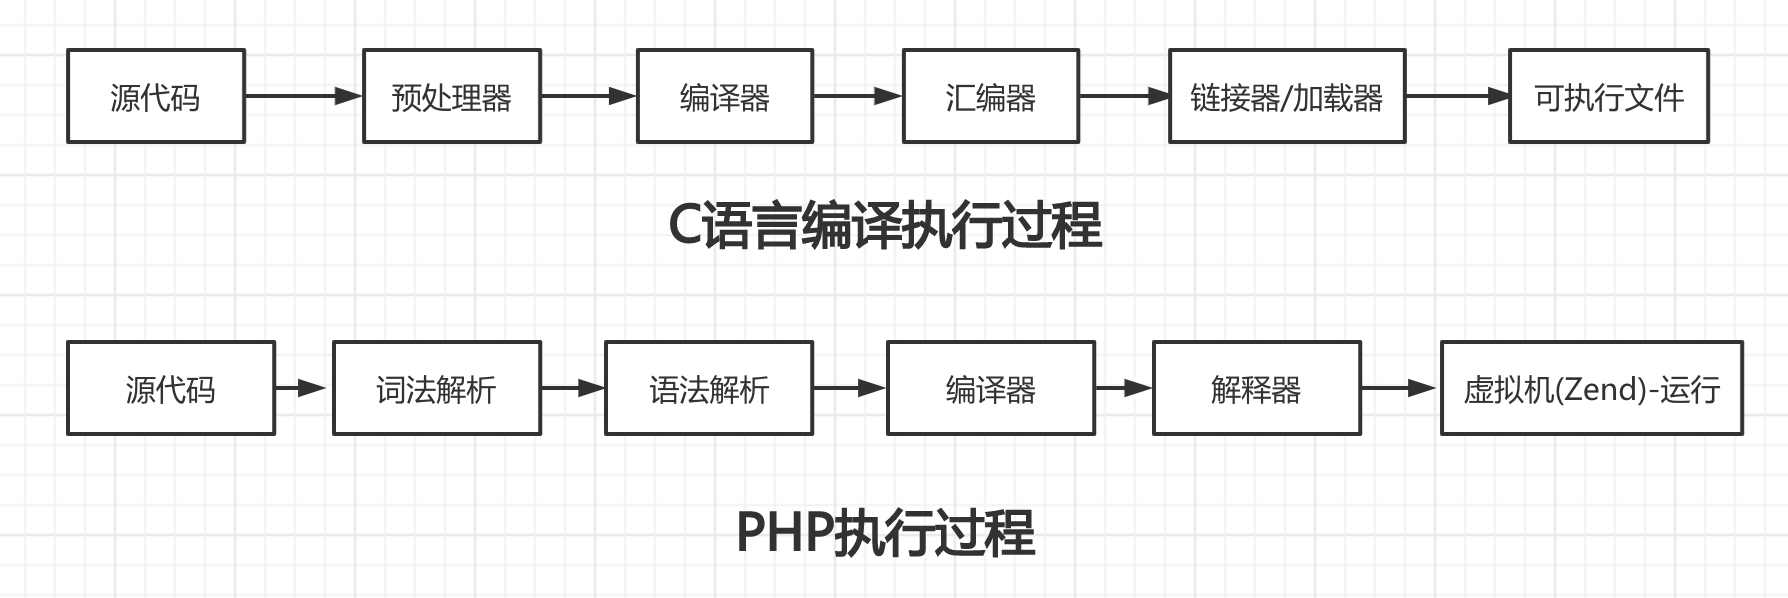 源代码 预处理器 编译器 汇编器 链接器/加载器 可执行文件
C语言编译执行过程
源代码 词法解析 语法解析 编译器 解释器 虚拟机(Zend)-运行
PHP执行过程